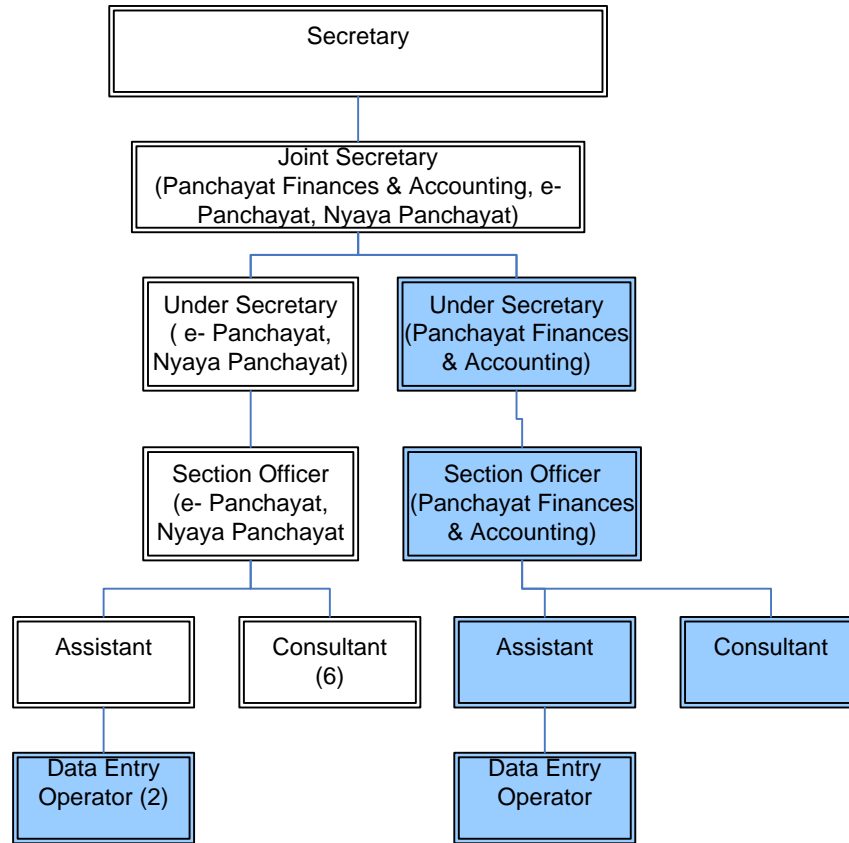 Secretary
Joint Secretary
(Panchayat Finances & Accounting, e-
Panchayat, Nyaya Panchayat)
Under Secretary
( e- Panchayat,
Nyaya Panchayat)
Under Secretary
(Panchayat Finances
& Accounting)
Section Officer
(e- Panchayat,
Nyaya Panchayat
Section Officer
(Panchayat Finances
& Accounting)
Assistant
Consultant
(6)
Assistant
Consultant
Data Entry
Operator (2)
Data Entry
Operator